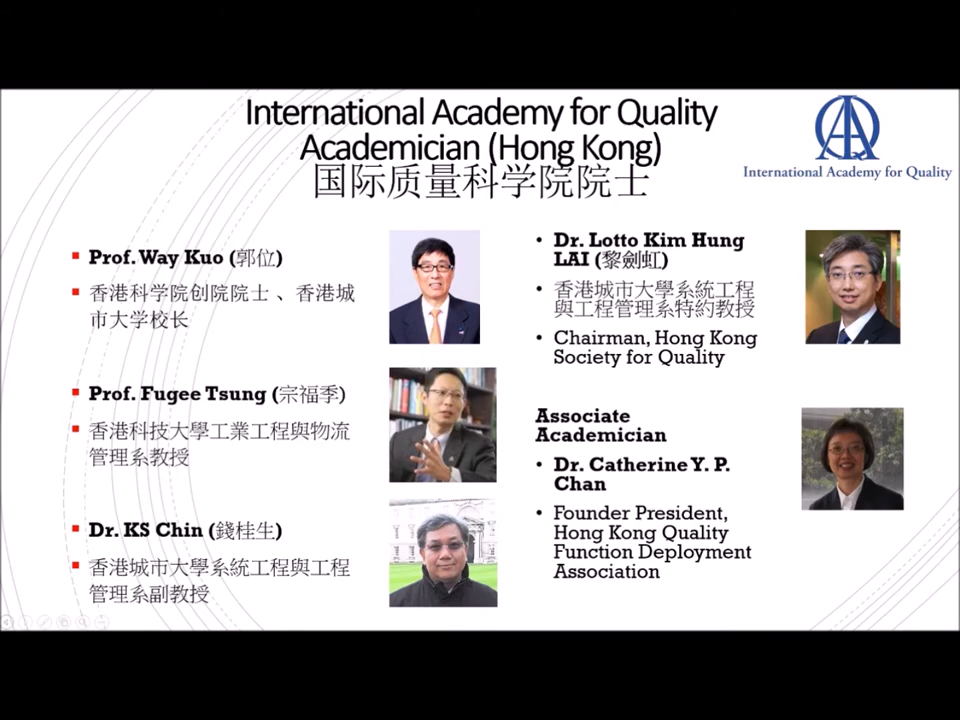 International Academy for Quality
Academician (Hong Kong)
国际质量科学院院士
International Academy for Quality
Prof. Way Kuo (郭位)
香港科学院创院院士 、香港城
市大学校长
Prof. Fugee Tsung (宗福季)
香港科技大學工業工程與物流
管理系教授
Dr. KS Chin (錢桂生)
香港城市大學系統工程與工程
管理系副教授
Dr. Lotto Kim Hung
LAI (黎劍虹)
香港城市大學系統工程
與工程管理系特約教授
Chairman, Hong Kong
Society for Quality
Associate
Academician
Dr. Catherine Y. P.
Chan
Founder President,
Hong Kong Quality
Function Deployment
Association